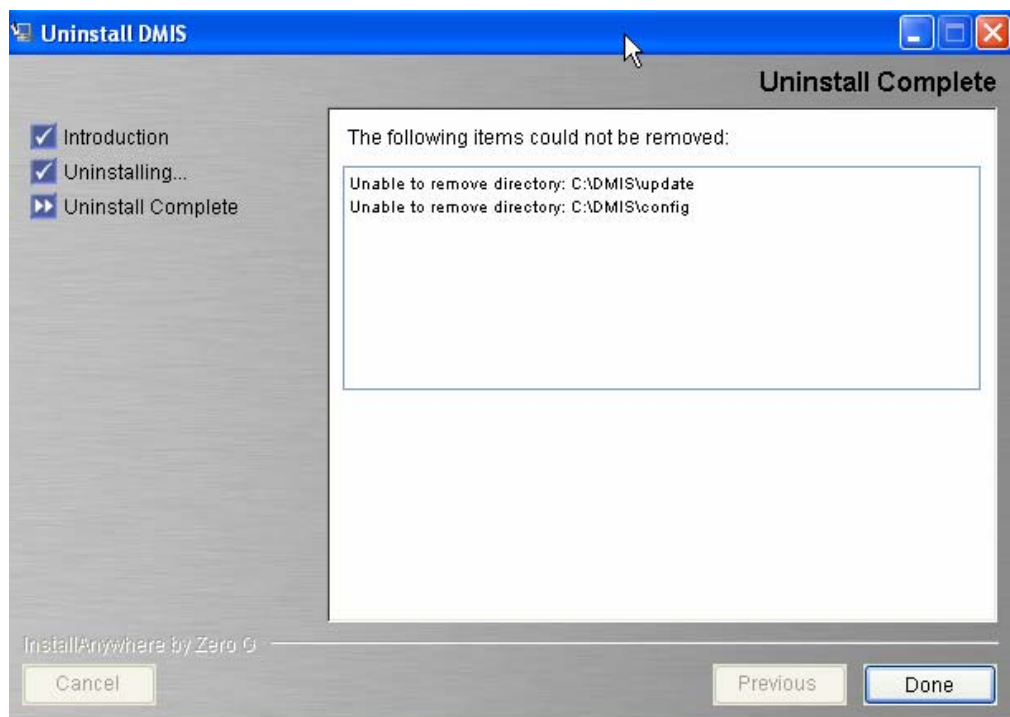 Uninstall DMIS
Uninstall Complete
Introduction
Uninstalling...
Uninstall Complete
The following items could not be removed:
Unable to remove directory: C:\DMIS\update
Unable to remove directory: C:\DMIS\config
InstallAnywhere by Zero G
Cancel
Previous
Done